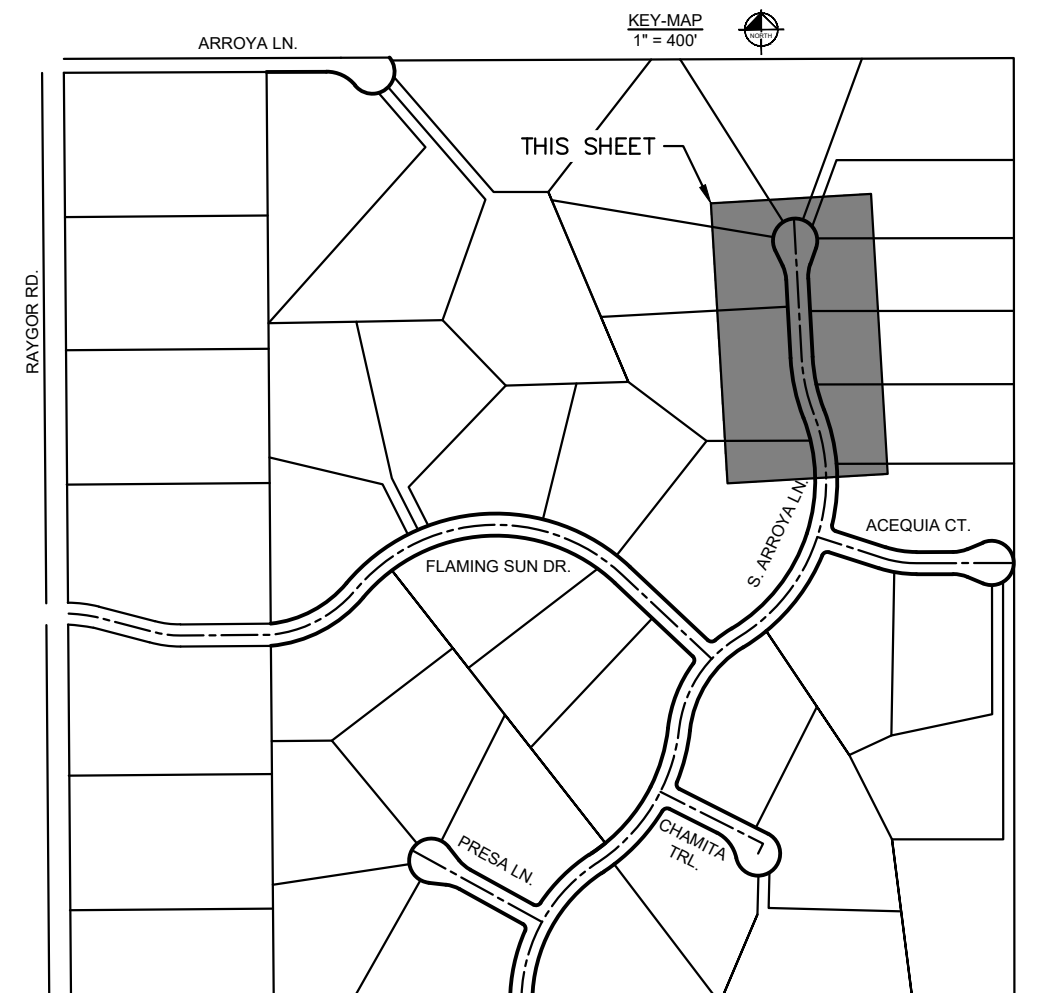 KEY-MAP
1" = 400'
NORTH
ARROYA LN.
THIS SHEET
RAYGOR RD.
S. ARROYA LN.
ACEQUIA CT.
FLAMING SUN DR.
CHAMITA
TRL.
PRESA LN.